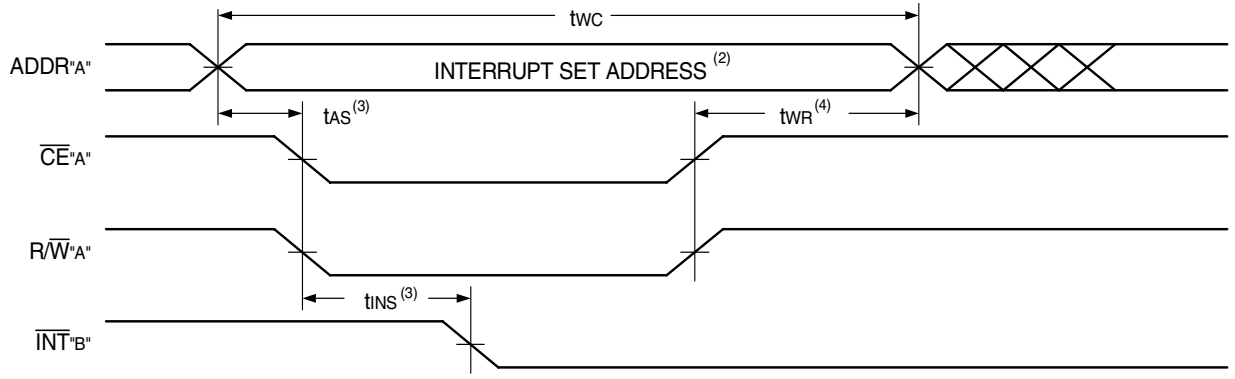 tWC
ADDR"A"
INTERRUPT SET ADDRESS (2)
tAS(3)
tWR(4)
CE"A"
R/W"A"
tINS(3)
INT"B"